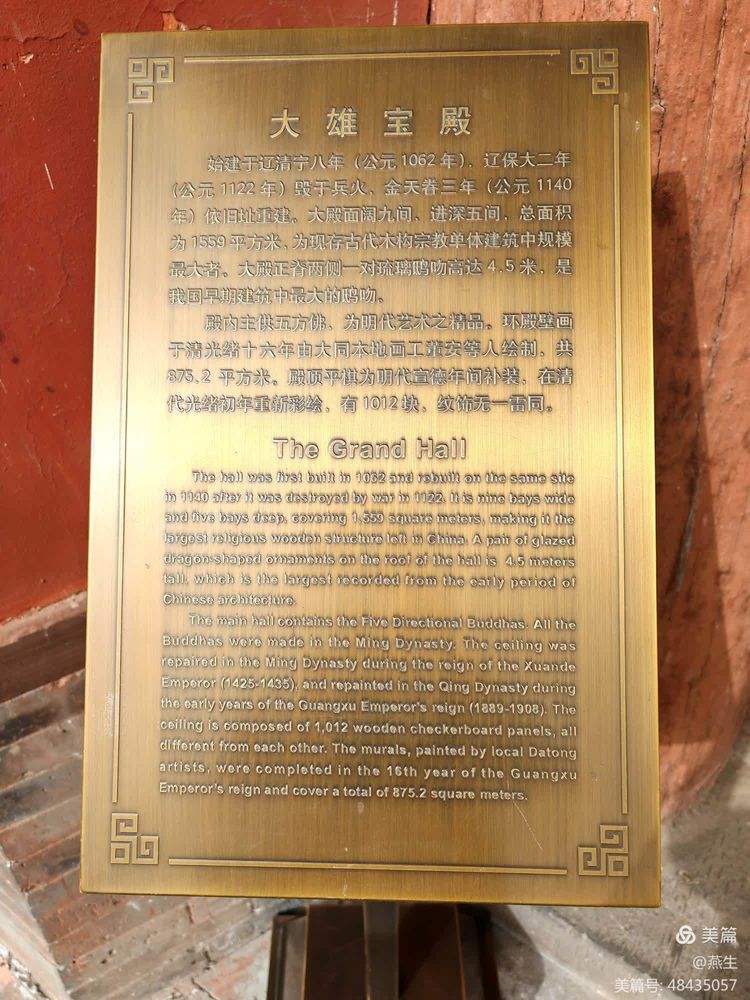 大雄宝殿
始建于辽清宁八年（公元1062年），辽保大二年
（公元1122年）毁于兵火，金天眷三年（公元1140
年）依旧址重建。大殿面阔九间，进深五间，总面积
为1559平方米，为现存古代木构宗教单体建筑中规模
最大者。大殿正脊两侧一对琉璃鸱吻高达4.5米，是
我国早期建筑中最大的鸱吻。
殿内主供五方佛，为明代艺术之精品。环殿壁画
于清光绪十六年由大同本地画工董安等人绘制，共
875.2平方米。殿顶平棋为明代宣德年间补装，在清
代光绪初年重新彩绘，有1012块，纹饰无一雷同。
The Grand Hall
The hall was first built in 1062 and rebuilt on the same site
in 1140 after it was destroyed by war in 1122. It is nine bays wide
and five bays deep, covering 1,559 square meters, making it the
largest religious wooden structure left in China. A pair of glazed
dragon-shaped ornaments on the roof of the hall is 4.5 meters
tall, which is the largest recorded from the early period of
Chinese architecture.
The main hall contains the Five Directional Buddhas. All the
Buddhas were made in the Ming Dynasty. The ceiling was
repaired in the Ming Dynasty during the reign of the Xuande
Emperor (1425-1435), and repainted in the Qing Dynasty during
the early years of the Guangxu Emperor's reign (1889-1908). The
ceiling is composed of 1,012 wooden checkerboard panels, all
different from each other. The murals, painted by local Datong
artists, were completed in the 16th year of the Guangxu
Emperor's reign and cover a total of 875.2 square meters.
美篇
@燕生
美篇号: 48435057